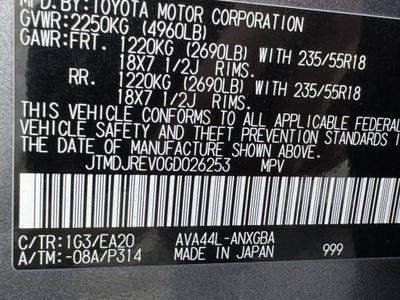 MFD. BY: TOYOTA MOTOR CORPORATION
GVWR: 2250KG (4960LB)
GAWR: FRT. 1220KG (2690LB) WITH 235/55R18
18X7 1/2J RIMS.
RR. 1220KG (2690LB) WITH 235/55R18
18X7 1/2J RIMS.
THIS VEHICLE CONFORMS TO ALL APPLICABLE FEDERAL
VEHICLE SAFETY AND THEFT PREVENTION STANDARDS
THE DATE OF MANUFACTURE SHOWN ABOVE.
JTMDJREV0GD026253 MPV
C/TR: 1G3/EA20 AVA44L-ANXGBA
A/TM: -08A/P314 MADE IN JAPAN 999